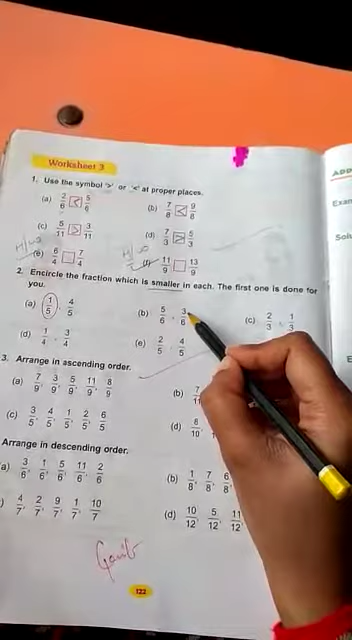 Worksheet 3
1. Use the symbol '>' or '<' at proper places.
(a) 2/6 < 5/6 (b) 7/8 < 9/8
(c) 5/11 > 3/11 (d) 7/3 > 5/3
H/W (e) 6/4 □ 7/4 H/W (f) 11/9 □ 13/9
2. Encircle the fraction which is smaller in each. The first one is done for
you.
(a) 1/5, 4/5 (b) 5/6, 3/6 (c) 2/3, 1/3
(d) 1/4, 3/4 (e) 2/5, 4/5
3. Arrange in ascending order.
(a) 7/9, 3/9, 5/9, 11/9, 8/9 (b)
(c) 3/5, 4/5, 1/5, 2/5, 6/5 (d) 8/10,
Arrange in descending order.
a) 3/6, 1/6, 5/6, 11/6, 2/6 (b) 1/8, 7/8, 6/8
) 4/7, 2/7, 9/7, 1/7, 10/7 (d) 10/12, 5/12, 11/12
122
ADD
Exam
Solu